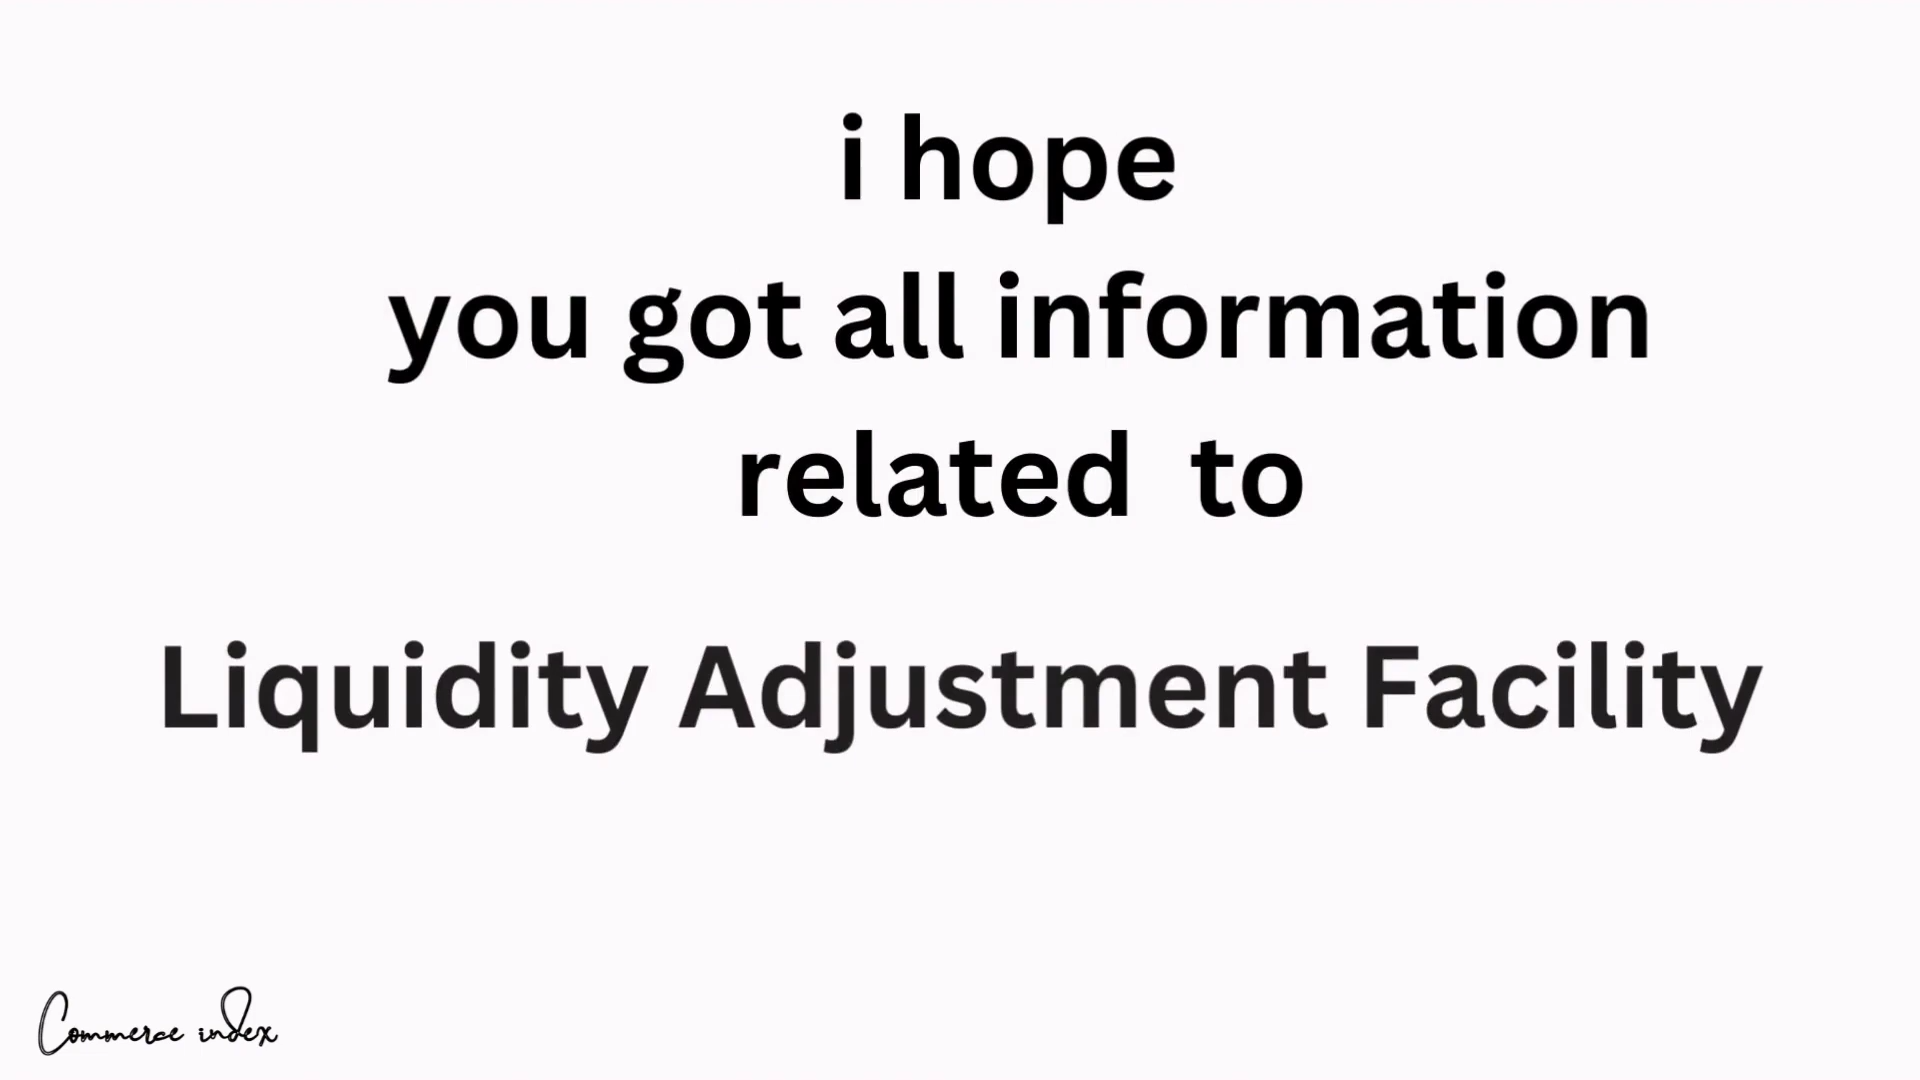 i hope
you got all information
related to
Liquidity Adjustment Facility
Commerce index